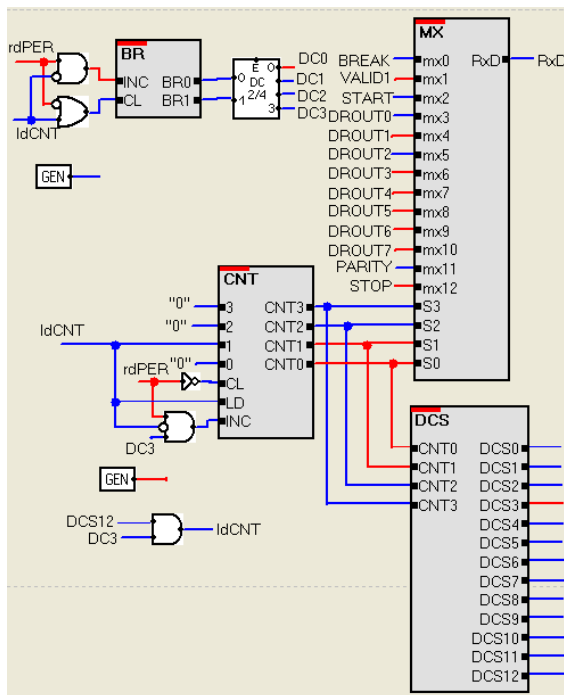 rdPER
BR
INC
CL
BR0
BR1
ldCNT
E
0
DC
2/4
0
1
3
DC0
DC1
DC2
DC3
GEN
MX
BREAK mx0 RxD RxD
VALID1 mx1
START mx2
DROUT0 mx3
DROUT1 mx4
DROUT2 mx5
DROUT3 mx6
DROUT4 mx7
DROUT5 mx8
DROUT6 mx9
DROUT7 mx10
PARITY mx11
STOP mx12
S3
S2
S1
S0
CNT
"0" 3 CNT3
"0" 2 CNT2
ldCNT 1 CNT1
"0" 0 CNT0
rdPER CL
LD
INC
DC3
GEN
DCS12
DC3
ldCNT
DCS
CNT0 DCS0
CNT1 DCS1
CNT2 DCS2
CNT3 DCS3
DCS4
DCS5
DCS6
DCS7
DCS8
DCS9
DCS10
DCS11
DCS12